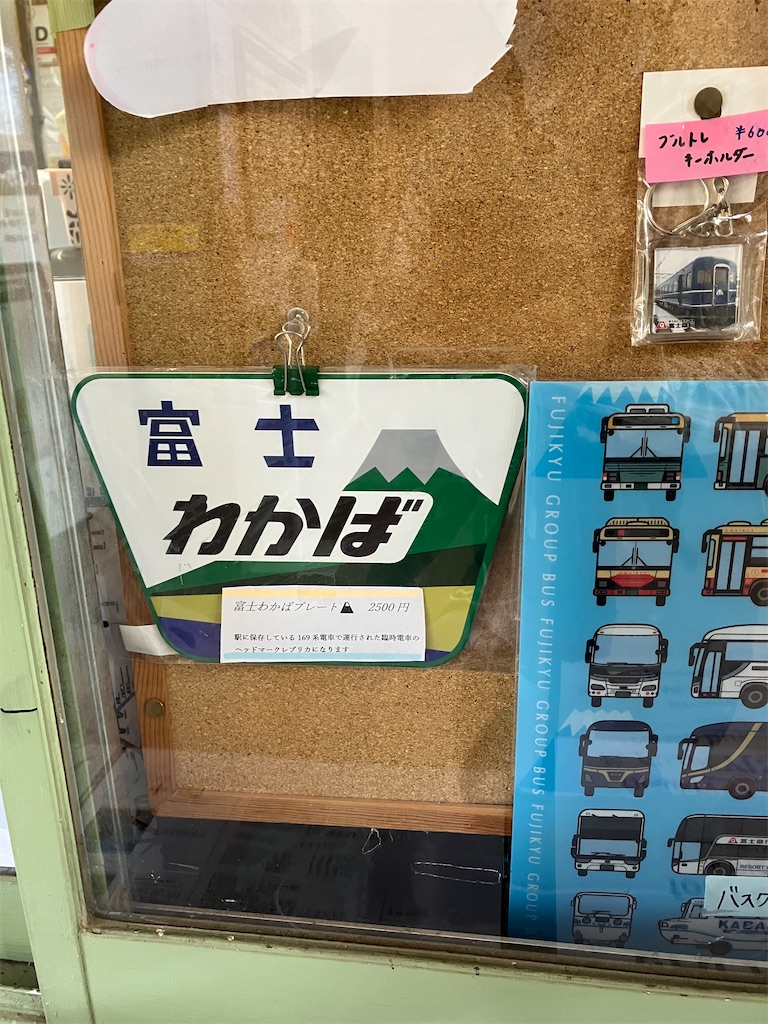 ブルトレ ¥600
キーホルダー
富士
わかば
富士わかばプレート 2500円
駅に保存している169系電車で運行された臨時電車の
ヘッドマークレプリカになります
FUJIKYU GROUP BUS FUJIKYU GROUP BUS FUJIKYU GROUP BUS FUJIKYU GROUP
バスク